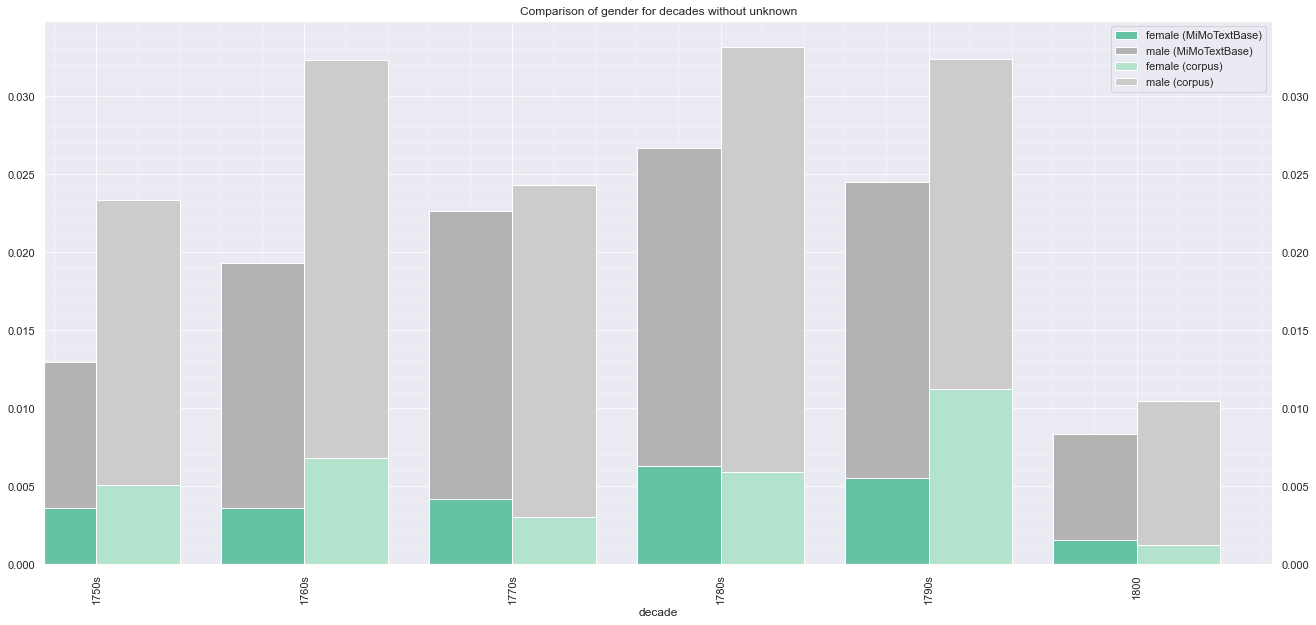 Comparison of gender for decades without unknown
female (MiMoTextBase)
male (MiMoTextBase)
female (corpus)
male (corpus)
0.030 0.030
0.025 0.025
0.020 0.020
0.015 0.015
0.010 0.010
0.005 0.005
0.000 0.000
1750s 1760s 1770s 1780s 1790s 1800
decade